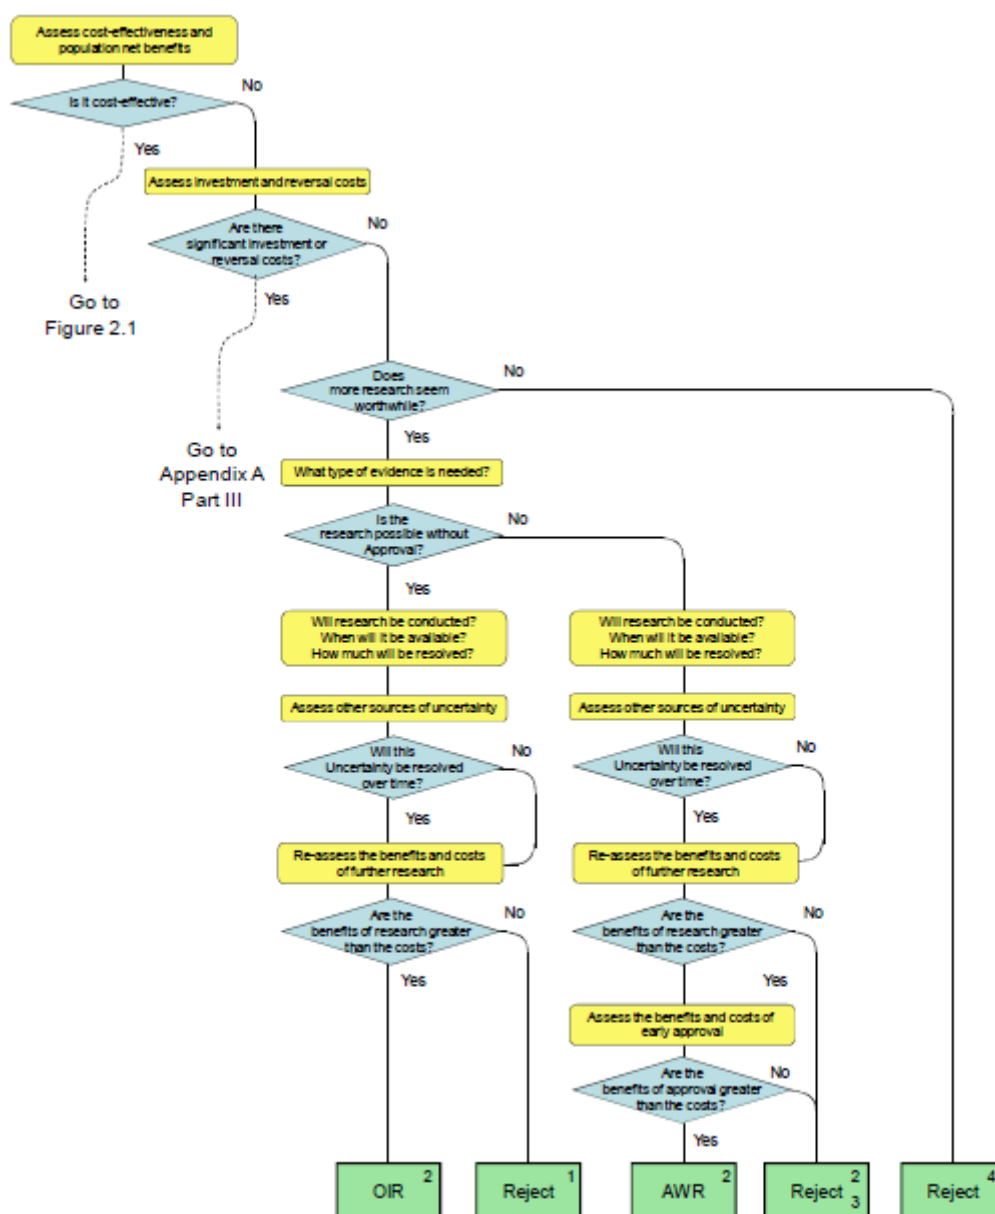 Assess cost-effectiveness and
population net benefits
No
Is it cost-effective?
Yes
Assess investment and reversal costs
No
Are there
significant investment or
reversal costs?
Yes
Go to
Figure 2.1
Does
more research seem
worthwhile?
No
Yes
Go to
Appendix A
Part III
What type of evidence is needed?
Is the
research possible without
Approval?
No
Yes
Will research be conducted?
When will it be available?
How much will be resolved?
Will research be conducted?
When will it be available?
How much will be resolved?
Assess other sources of uncertainty
Assess other sources of uncertainty
Will this
Uncertainty be resolved
over time?
No
Will this
Uncertainty be resolved
over time?
No
Yes
Yes
Re-assess the benefits and costs
of further research
Re-assess the benefits and costs
of further research
Are the
benefits of research greater
than the costs?
No
Are the
benefits of research greater
than the costs?
No
Yes
Yes
Assess the benefits and costs of
early approval
Are the
benefits of approval greater
than the costs?
No
Yes
OIR 2
Reject 1
AWR 2
Reject 2
3
Reject 4